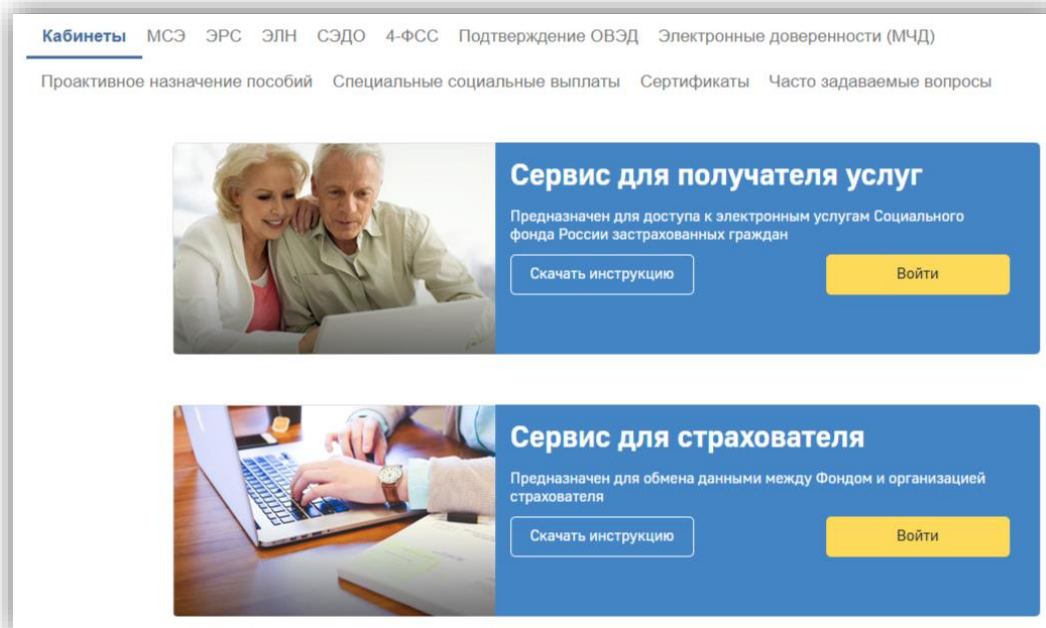 Кабинеты МСЭ ЭРС ЭЛН СЭДО 4-ФСС Подтверждение ОВЭД Электронные доверенности (МЧД)
Проактивное назначение пособий Специальные социальные выплаты Сертификаты Часто задаваемые вопросы
Сервис для получателя услуг
Предназначен для доступа к электронным услугам Социального
фонда России застрахованных граждан
Скачать инструкцию Войти
Сервис для страхователя
Предназначен для обмена данными между Фондом и организацией
страхователя
Скачать инструкцию Войти